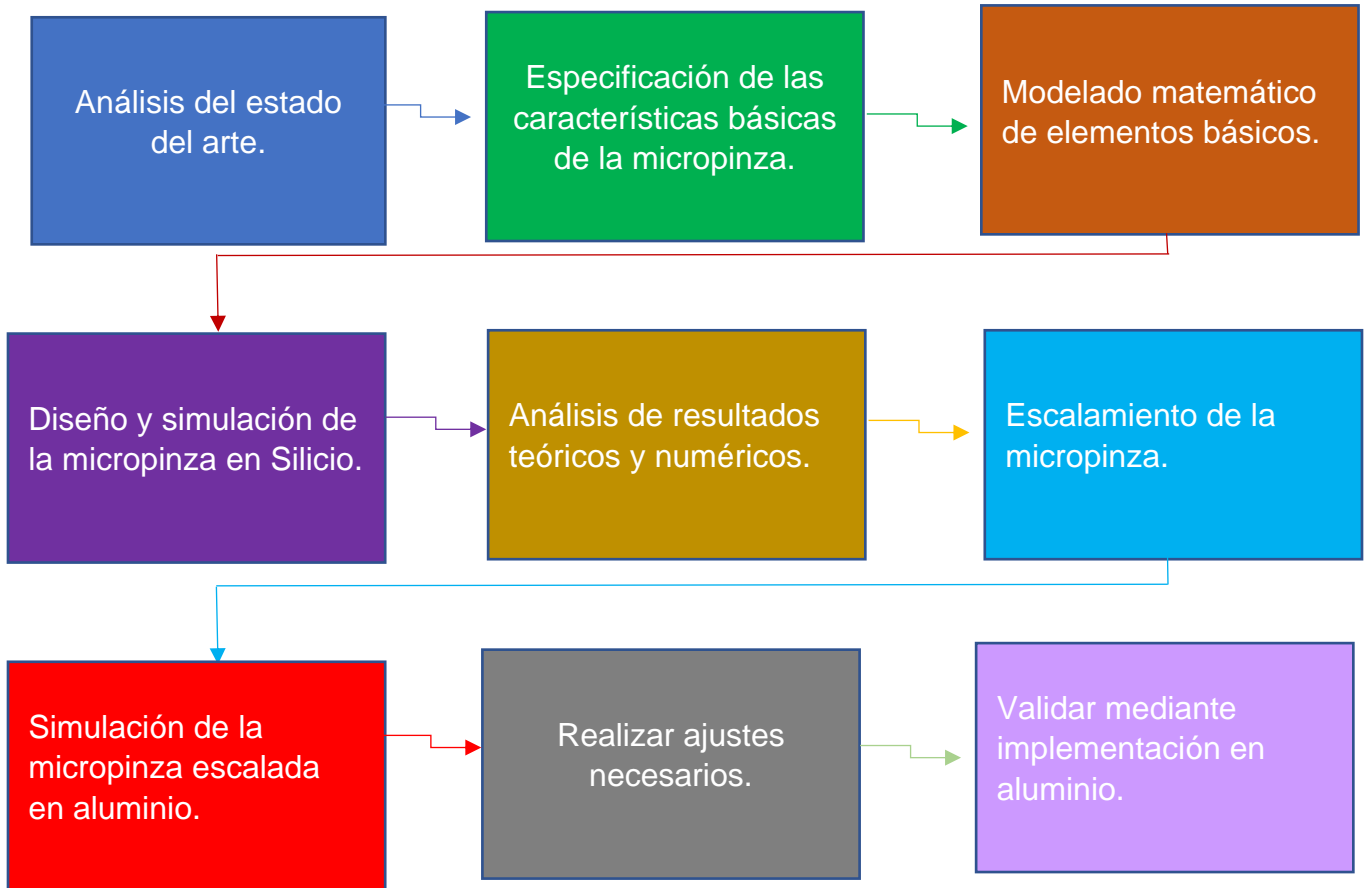 Análisis del estado
del arte.
Especificación de las
características básicas
de la micropinza.
Modelado matemático
de elementos básicos.
Diseño y simulación de
la micropinza en Silicio.
Análisis de resultados
teóricos y numéricos.
Escalamiento de la
micropinza.
Simulación de la
micropinza escalada
en aluminio.
Realizar ajustes
necesarios.
Validar mediante
implementación en
aluminio.